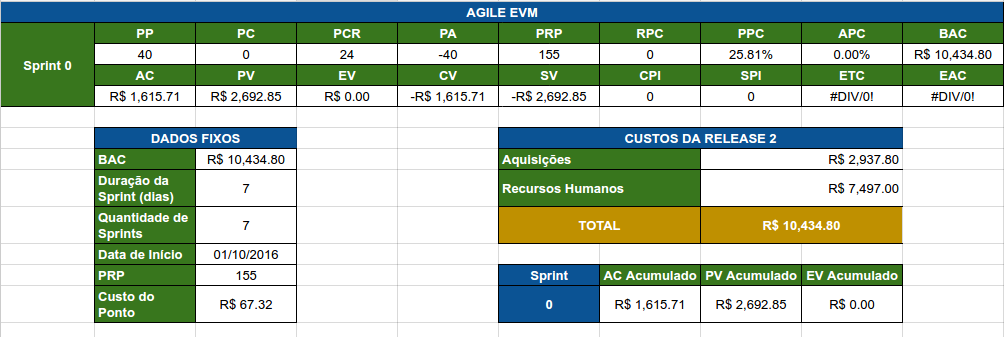 AGILE EVM
Sprint 0
PP PC PCR PA PRP RPC PPC APC BAC
40 0 24 -40 155 0 25.81% 0.00% R$ 10,434.80
AC PV EV CV SV CPI SPI ETC EAC
R$ 1,615.71 R$ 2,692.85 R$ 0.00 -R$ 1,615.71 -R$ 2,692.85 0 0 #DIV/0! #DIV/0!
DADOS FIXOS
BAC R$ 10,434.80
Duração da
Sprint (dias) 7
Quantidade de
Sprints 7
Data de Início 01/10/2016
PRP 155
Custo do
Ponto R$ 67.32
CUSTOS DA RELEASE 2
Aquisições R$ 2,937.80
Recursos Humanos R$ 7,497.00
TOTAL R$ 10,434.80
Sprint AC Acumulado PV Acumulado EV Acumulado
0 R$ 1,615.71 R$ 2,692.85 R$ 0.00